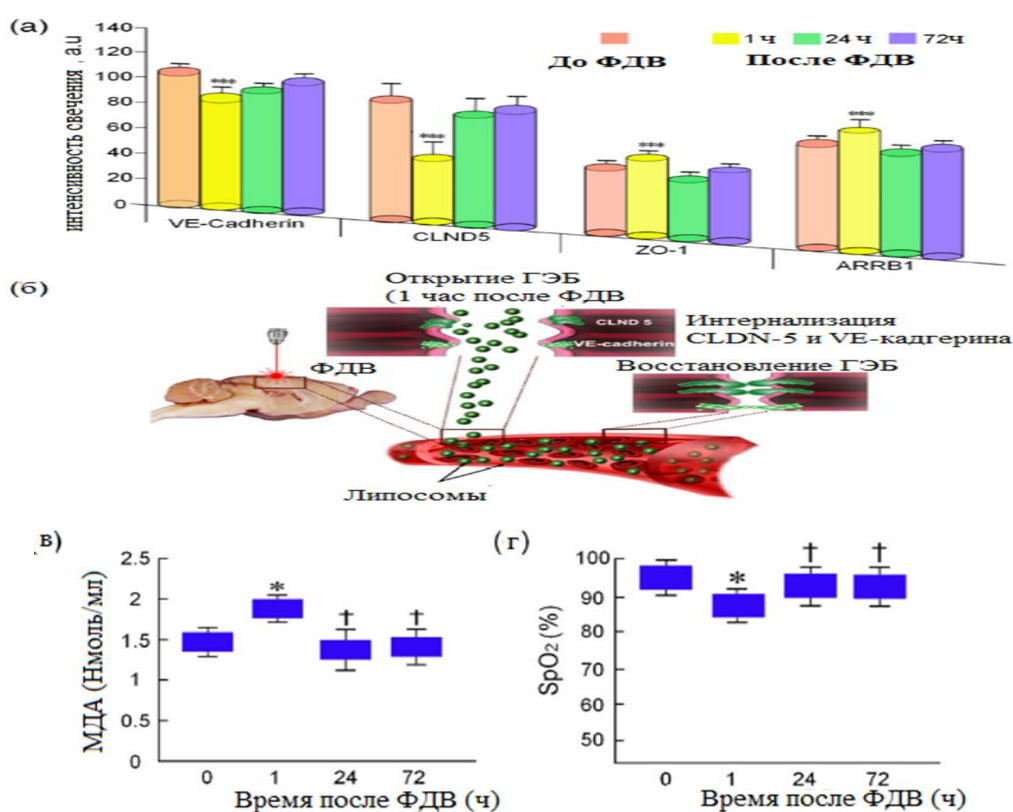 (а)
140
120
100
80
60
40
20
0
интенсивность свечения , a.u
1 ч 24 ч 72ч
До ФДВ После ФДВ
***
***
***
***
VE-Cadherin
CLND5
ZO-1
ARRB1
(б)
Открытие ГЭБ
(1 час после ФДВ
CLND 5
VE-cadherin
Интернализация
CLDN-5 и VE-кадгерина
ФДВ
Восстановление ГЭБ
Липосомы
в)
2.5
2
1.5
1
0.5
0
МДА (Нмоль/мл)
*
†
†
0 1 24 72
Время после ФДВ (ч)
(г)
100
90
80
70
60
50
SpO2 (%)
*
†
†
0 1 24 72
Время после ФДВ (ч)